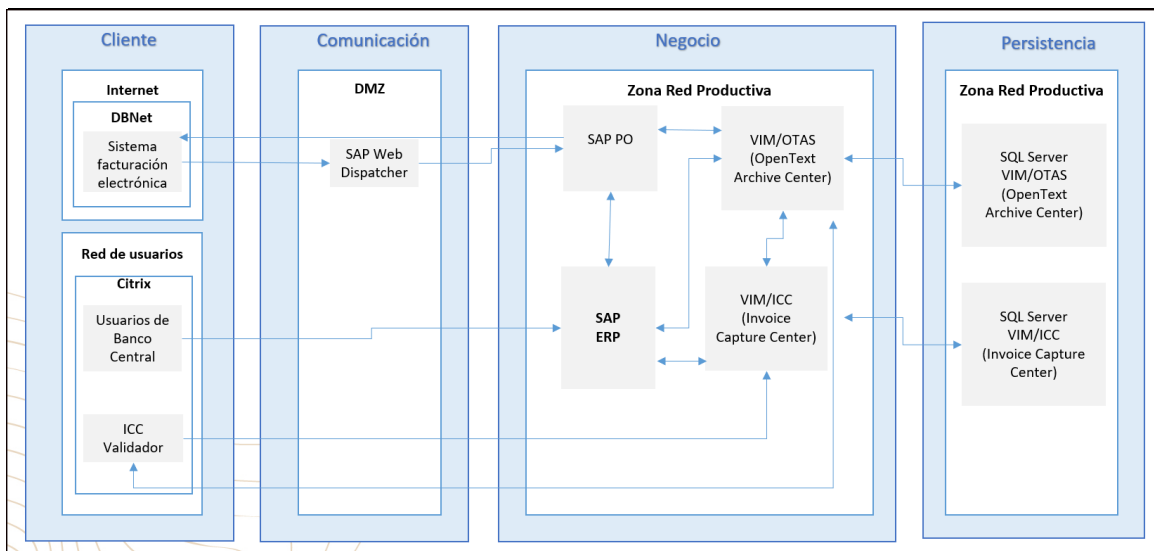 Cliente
Internet
DBNet
Sistema
facturación
electrónica
Red de usuarios
Citrix
Usuarios de
Banco
Central
ICC
Validador
Comunicación
DMZ
SAP Web
Dispatcher
Negocio
Zona Red Productiva
SAP PO
VIM/OTAS
(OpenText
Archive Center)
SAP
ERP
VIM/ICC
(Invoice
Capture Center)
Persistencia
Zona Red Productiva
SQL Server
VIM/OTAS
(OpenText
Archive Center)
SQL Server
VIM/ICC
(Invoice Capture
Center)